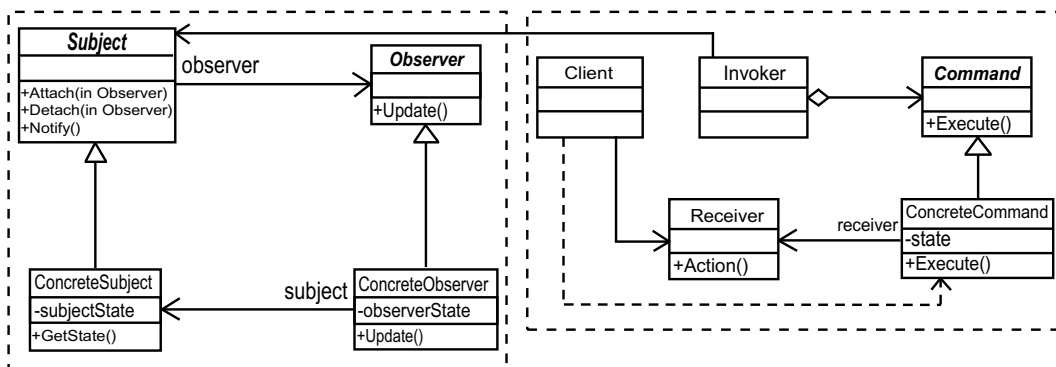 Subject
+Attach(in Observer)
+Detach(in Observer)
+Notify()
observer
Observer
+Update()
ConcreteSubject
-subjectState
+GetState()
subject
ConcreteObserver
-observerState
+Update()
Client
Invoker
Command
+Execute()
Receiver
+Action()
receiver
ConcreteCommand
-state
+Execute()